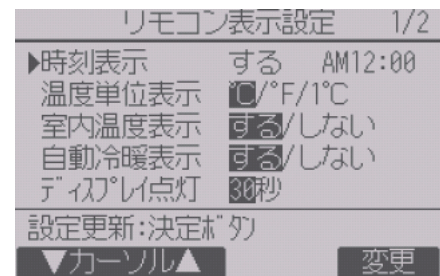 リモコン表示設定 1/2
▶時刻表示 する AM12:00
温度単位表示 ℃/°F/1℃
室内温度表示 する/しない
自動冷暖表示 する/しない
ディスプレイ点灯 30秒
設定更新:決定ボタン
▼カーソル▲ 変更